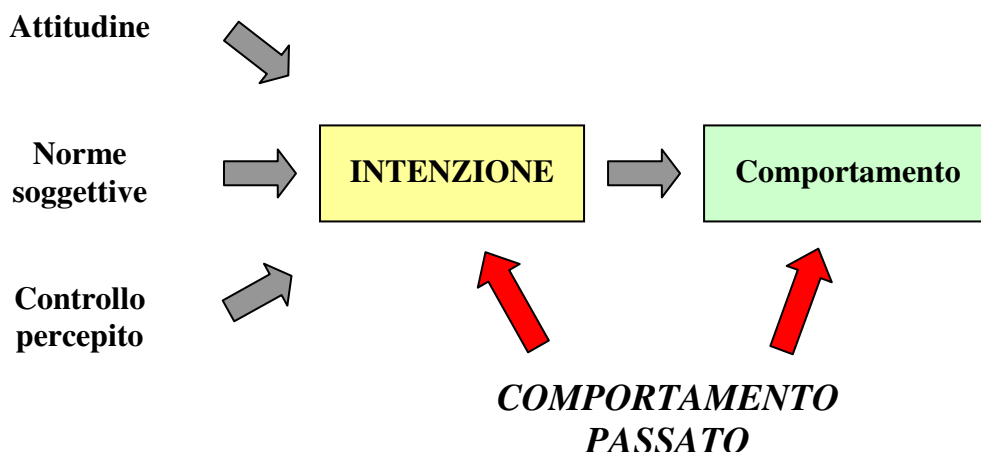 Attitudine
Norme
soggettive
INTENZIONE
Comportamento
Controllo
percepito
COMPORTAMENTO
PASSATO